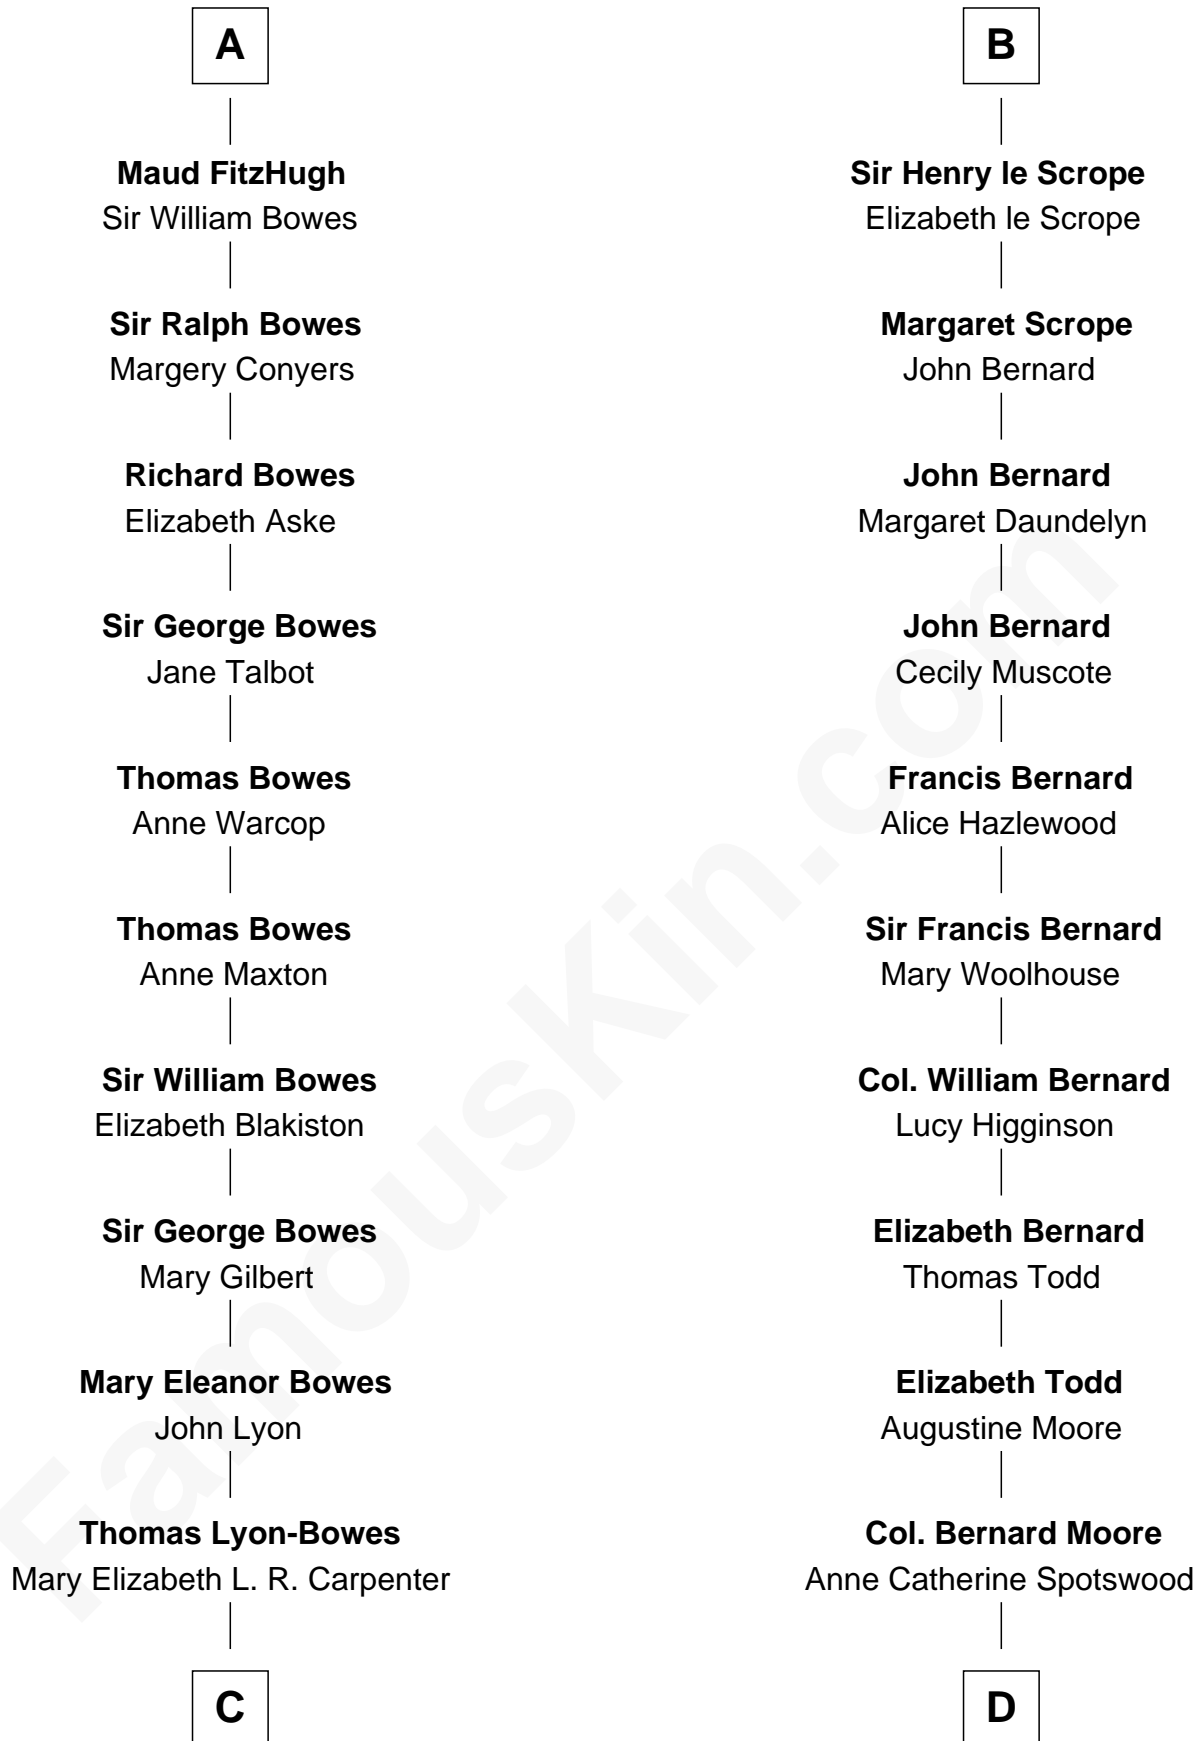 A
Maud FitzHugh
Sir William Bowes
Sir Ralph Bowes
Margery Conyers
Richard Bowes
Elizabeth Aske
Sir George Bowes
Jane Talbot
Thomas Bowes
Anne Warcop
Thomas Bowes
Anne Maxton
Sir William Bowes
Elizabeth Blakiston
Sir George Bowes
Mary Gilbert
Mary Eleanor Bowes
John Lyon
Thomas Lyon-Bowes
Mary Elizabeth L. R. Carpenter
C
B
Sir Henry le Scrope
Elizabeth le Scrope
Margaret Scrope
John Bernard
John Bernard
Margaret Daundelyn
John Bernard
Cecily Muscote
Francis Bernard
Alice Hazlewood
Sir Francis Bernard
Mary Woolhouse
Col. William Bernard
Lucy Higginson
Elizabeth Bernard
Thomas Todd
Elizabeth Todd
Augustine Moore
Col. Bernard Moore
Anne Catherine Spotswood
D
FamousKin.com